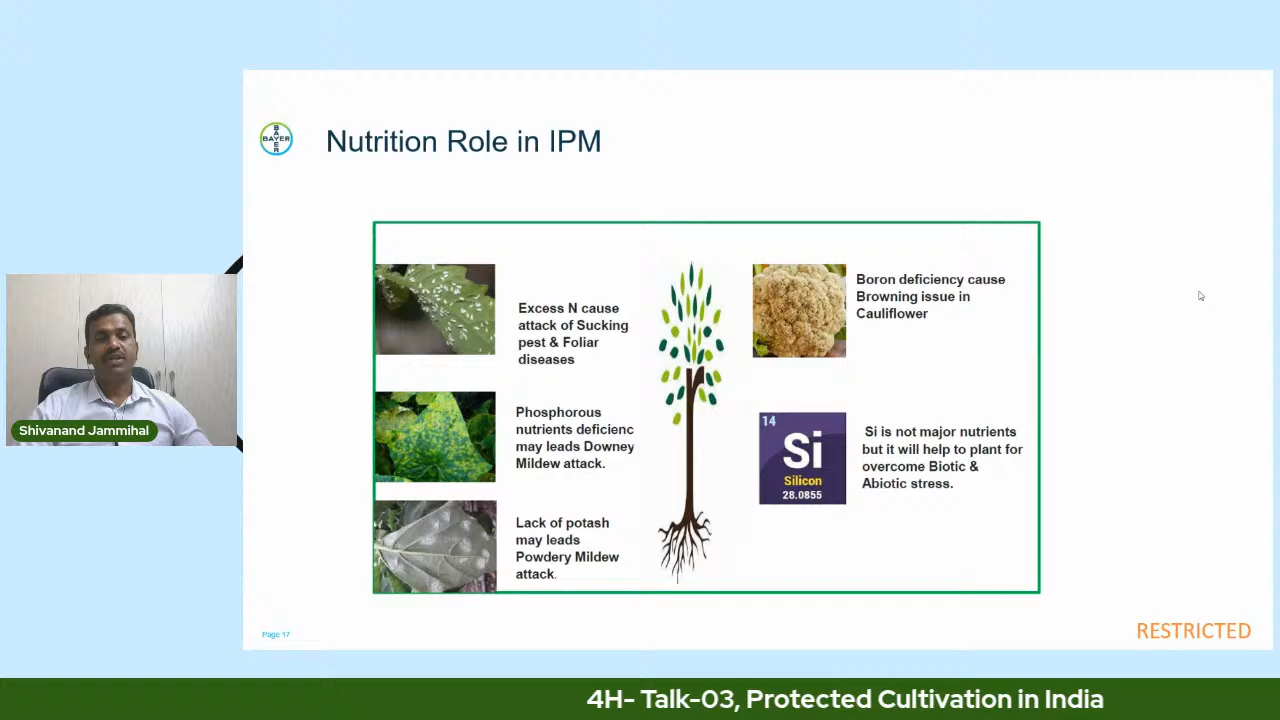 BAYER
BAYER
Nutrition Role in IPM
Excess N cause
attack of Sucking
pest & Foliar
diseases
Phosphorous
nutrients deficienc
may leads Downey
Mildew attack.
Lack of potash
may leads
Powdery Mildew
attack.
Boron deficiency cause
Browning issue in
Cauliflower
14
Si
Silicon
28.0855
Si is not major nutrients
but it will help to plant for
overcome Biotic &
Abiotic stress.
Shivanand Jammihal
Page 17
RESTRICTED
4H- Talk-03, Protected Cultivation in India